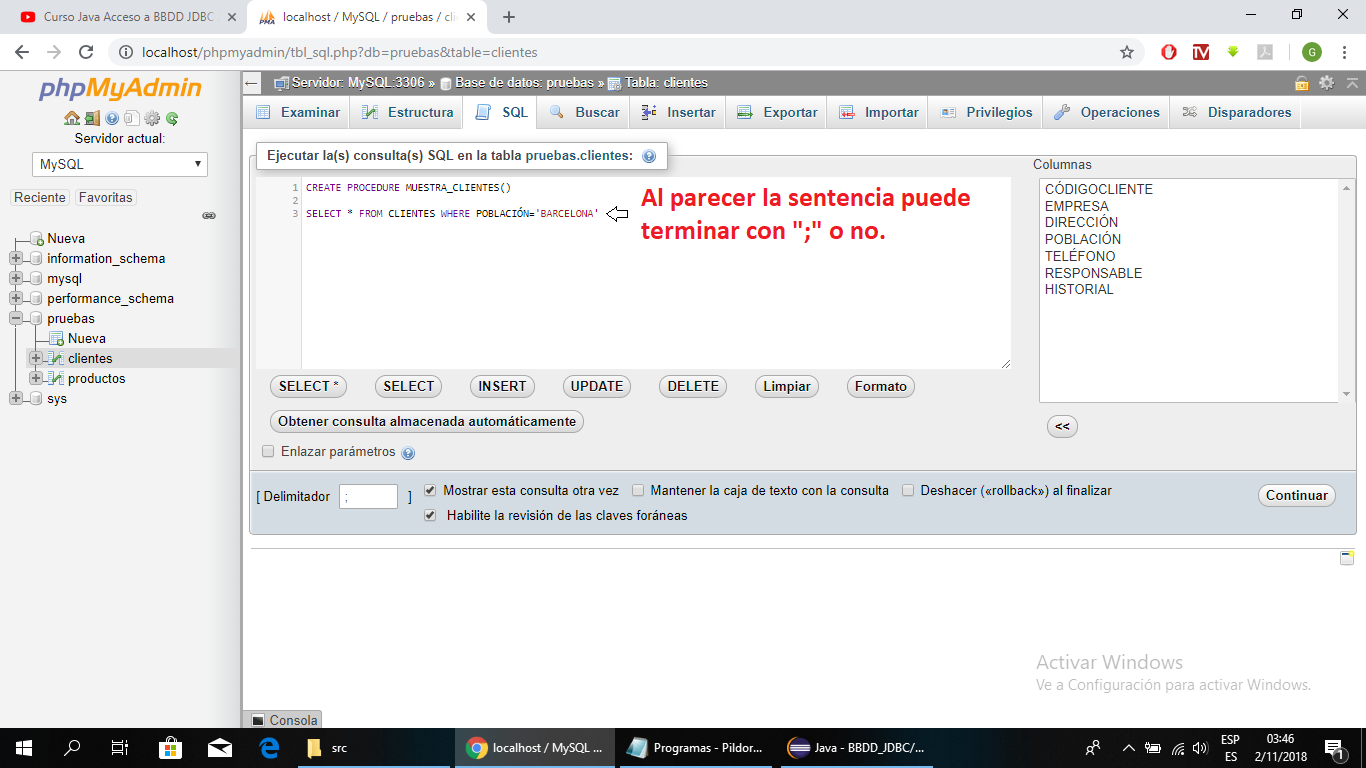 Curso Java Acceso a BBDD JDBC
localhost / MySQL / pruebas / cli
localhost/phpmyadmin/tbl_sql.php?db=pruebas&table=clientes
TV
G
phpMyAdmin
Servidor actual:
MySQL
Reciente Favoritas
Nueva
information_schema
mysql
performance_schema
pruebas
Nueva
clientes
productos
sys
Servidor: MySQL:3306 » Base de datos: pruebas » Tabla: clientes
Examinar Estructura SQL Buscar Insertar Exportar Importar Privilegios Operaciones Disparadores
Ejecutar la(s) consulta(s) SQL en la tabla pruebas.clientes:
1 CREATE PROCEDURE MUESTRA_CLIENTES()
2
3 SELECT * FROM CLIENTES WHERE POBLACIÓN='BARCELONA'
Al parecer la sentencia puede
terminar con ";" o no.
Columnas
CÓDIGOCLIENTE
EMPRESA
DIRECCIÓN
POBLACIÓN
TELÉFONO
RESPONSABLE
HISTORIAL
SELECT * SELECT INSERT UPDATE DELETE Limpiar Formato
Obtener consulta almacenada automáticamente
<<
Enlazar parámetros
[ Delimitador ; ]
Mostrar esta consulta otra vez Mantener la caja de texto con la consulta Deshacer («rollback») al finalizar
Habilite la revisión de las claves foráneas
Continuar
Activar Windows
Ve a Configuración para activar Windows.
Consola
src
localhost / MySQL ...
Programas - Pildor...
Java - BBDD_JDBC/...
ESP
ES
03:46
2/11/2018
1